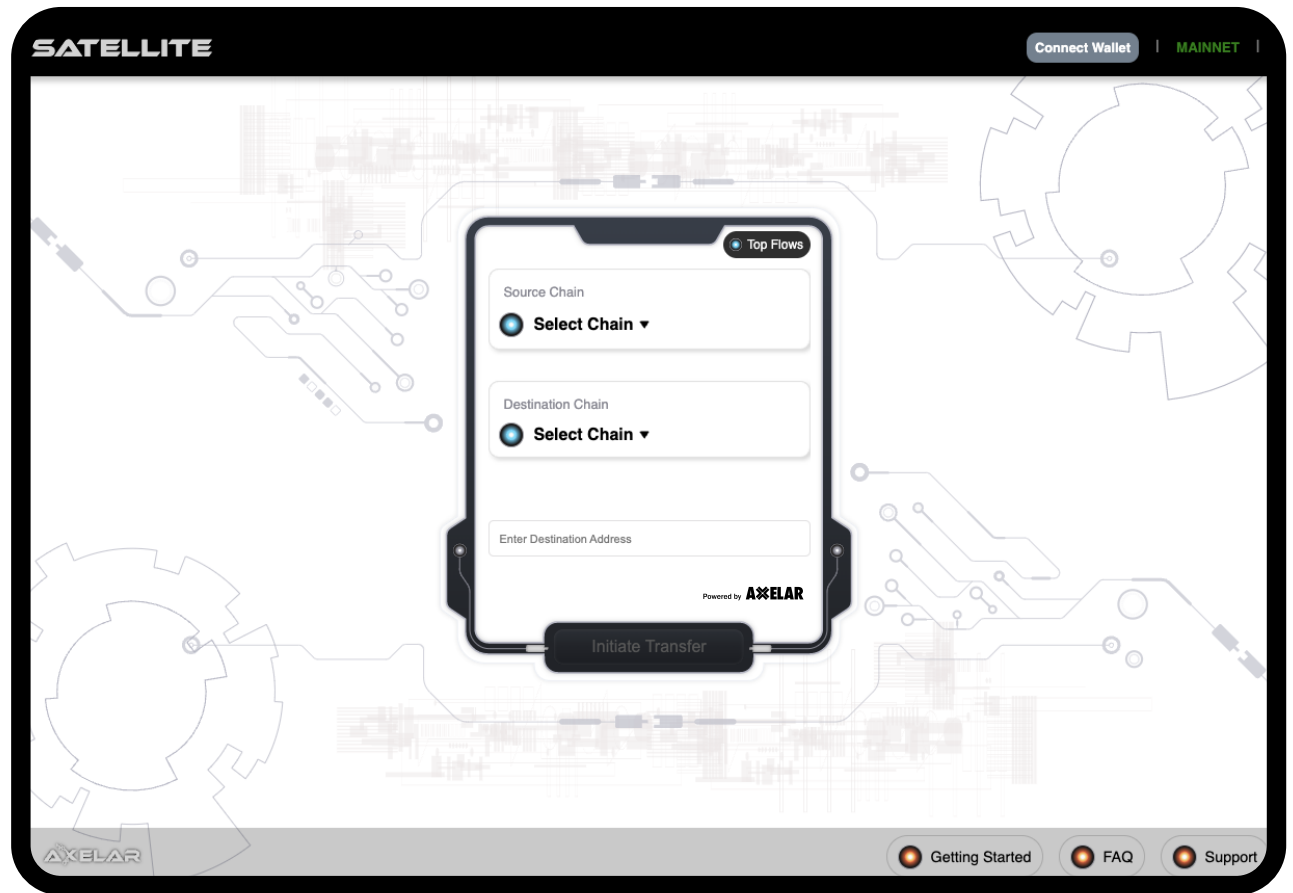 SATELLITE
Connect Wallet | MAINNET |
Top Flows
Source Chain
Select Chain ▾
Destination Chain
Select Chain ▾
Enter Destination Address
Powered by AXELAR
Initiate Transfer
AXELAR
Getting Started
FAQ
Support